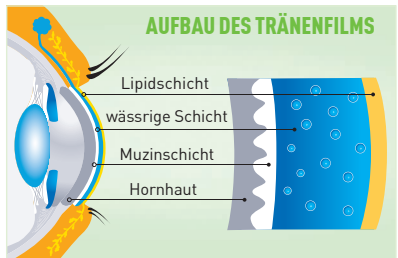 AUFBAU DES TRÄNENFILMS
Lipidschicht
wässrige Schicht
Muzinschicht
Hornhaut